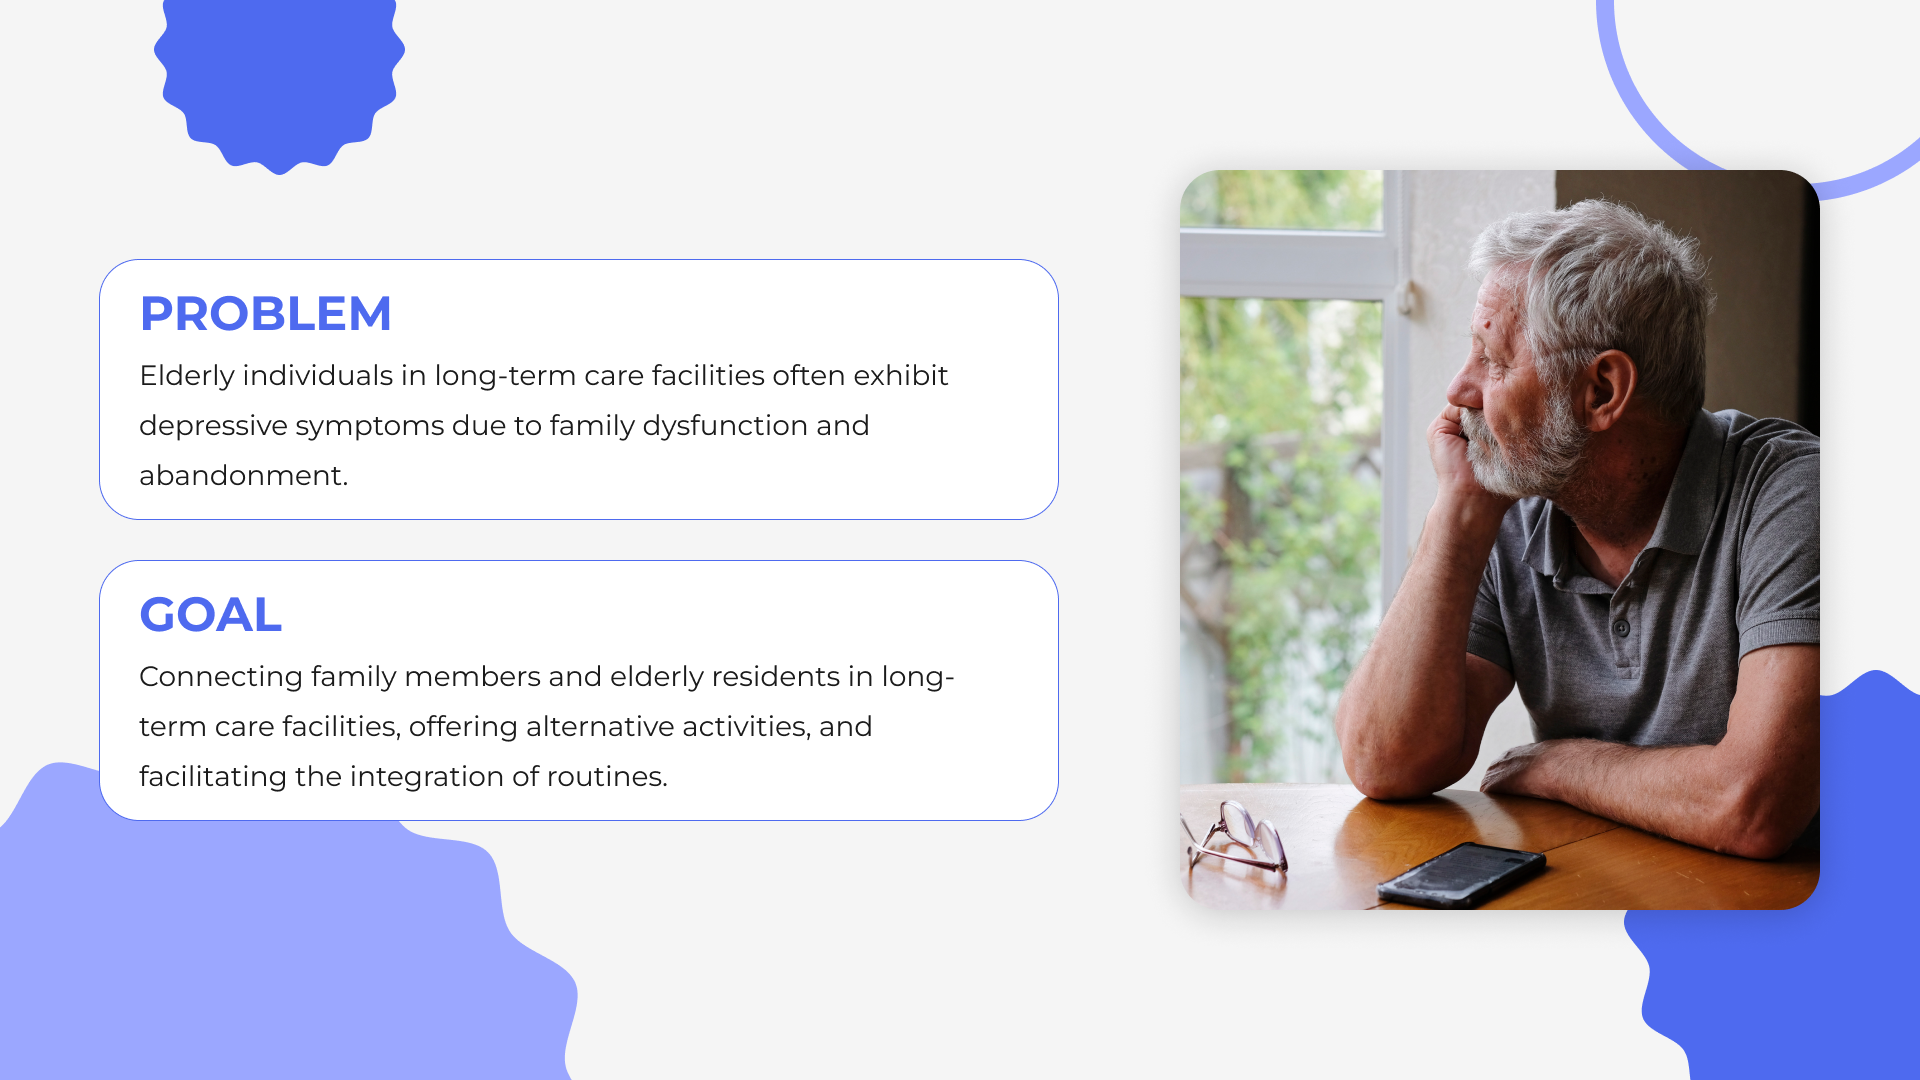 PROBLEM
Elderly individuals in long-term care facilities often exhibit
depressive symptoms due to family dysfunction and
abandonment.
GOAL
Connecting family members and elderly residents in long-
term care facilities, offering alternative activities, and
facilitating the integration of routines.